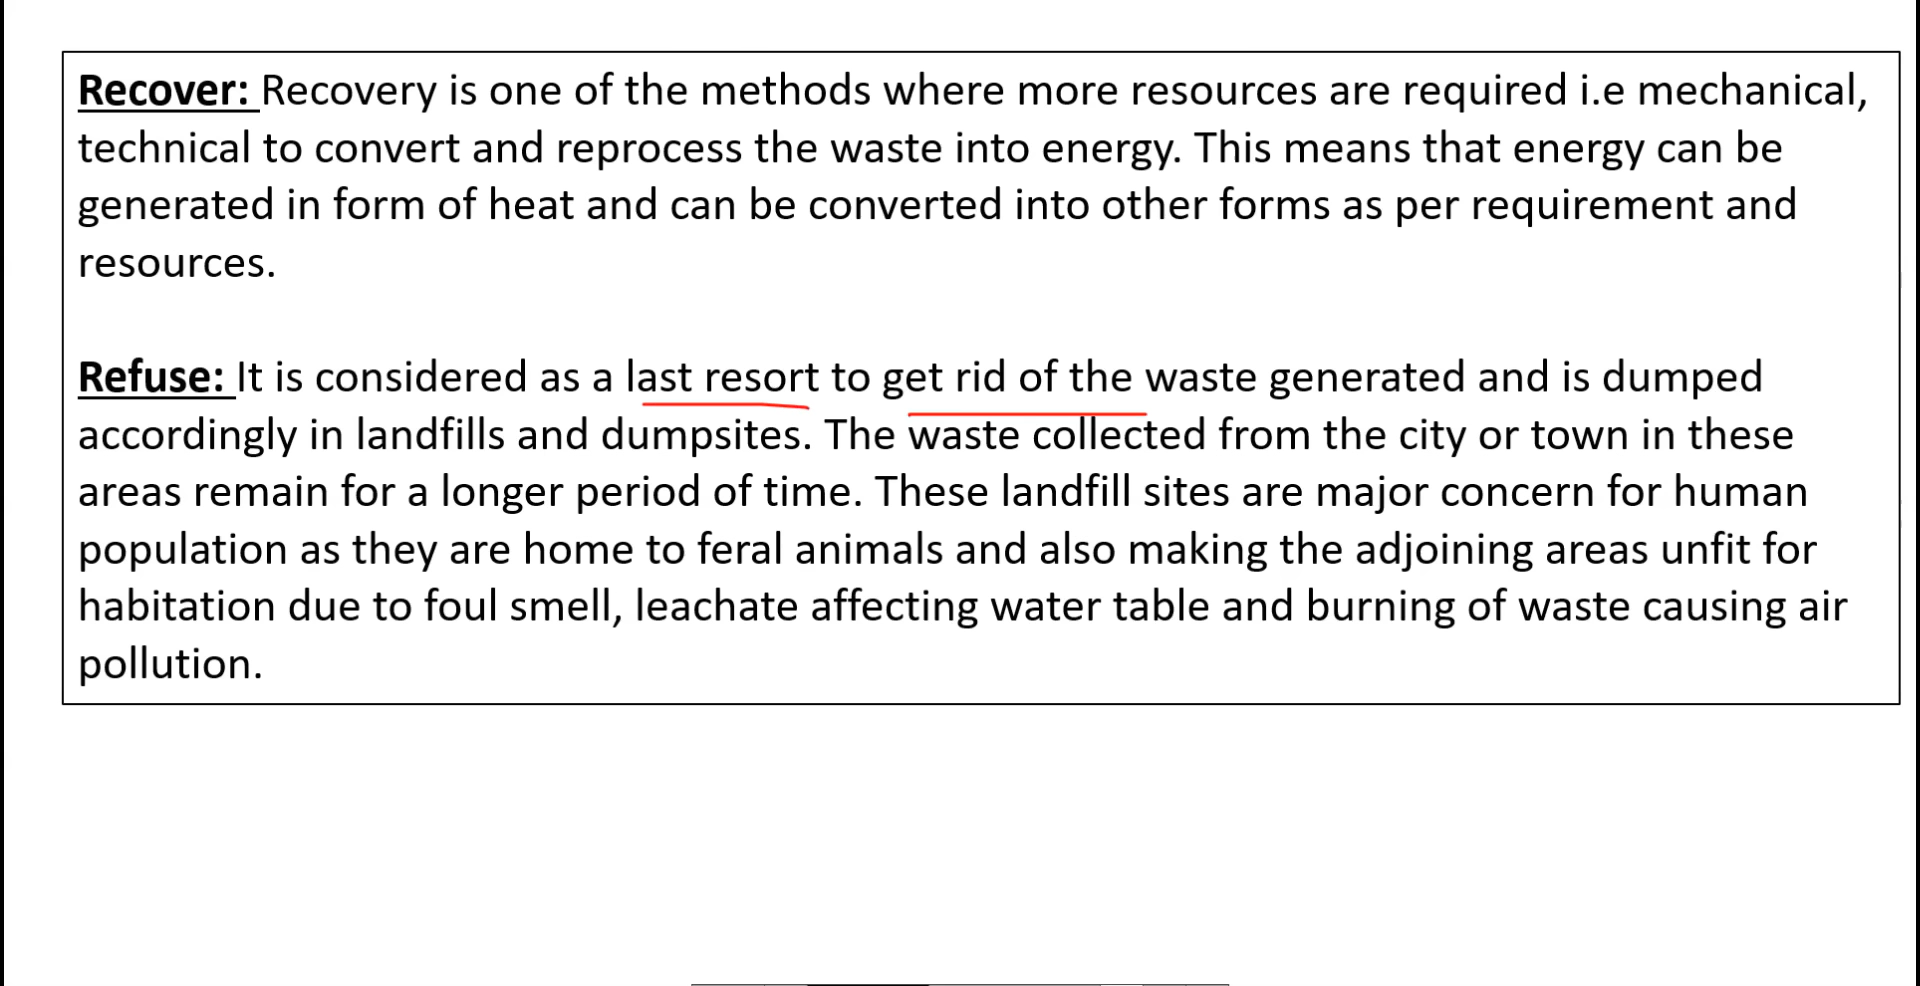 Recover: Recovery is one of the methods where more resources are required i.e mechanical,
technical to convert and reprocess the waste into energy. This means that energy can be
generated in form of heat and can be converted into other forms as per requirement and
resources.
Refuse: It is considered as a last resort to get rid of the waste generated and is dumped
accordingly in landfills and dumpsites. The waste collected from the city or town in these
areas remain for a longer period of time. These landfill sites are major concern for human
population as they are home to feral animals and also making the adjoining areas unfit for
habitation due to foul smell, leachate affecting water table and burning of waste causing air
pollution.